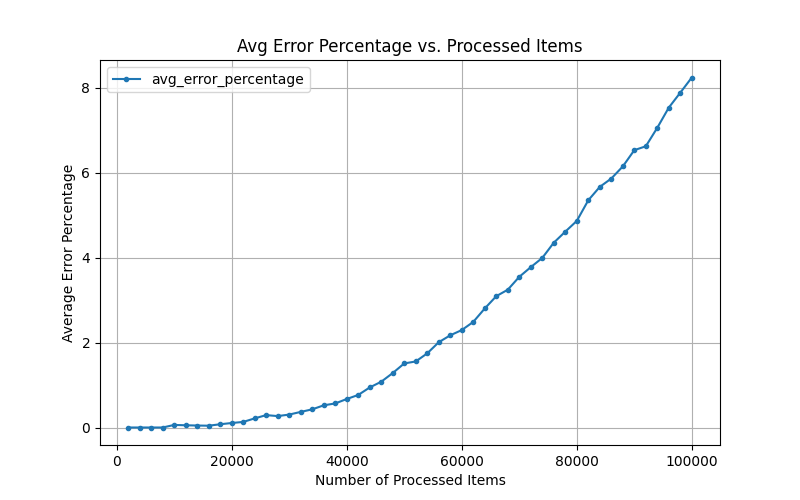 Avg Error Percentage vs. Processed Items
avg_error_percentage
8
6
4
2
0
Average Error Percentage
0 20000 40000 60000 80000 100000
Number of Processed Items